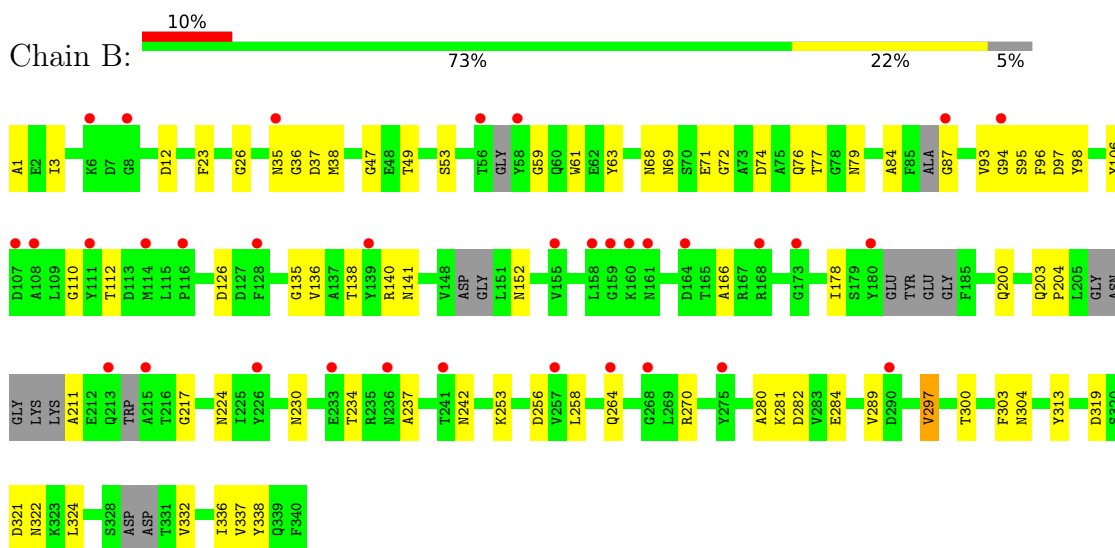 10%
Chain B:
73% 22% 5%
A1 E2 I3 K6 D7 G8 D12 F23 G26 N35 G36 D37 M38 G47 E48 T49 S53 T56 GLY Y58 G59 Q60 W61 E62 Y63 N68 N69 S70 E71 G72 A73 D74 A75 Q76 T77 G78 N79 A84 F85 ALA G87 V93 G94 S95 F96 D97 Y98 Y106
D107 A108 L109 G110 Y111 T112 D113 M114 L115 P116 D126 D127 F128 G135 V136 A137 T138 Y139 R140 N141 V148 ASP GLY L151 N152 V155 L158 G159 K160 N161 D164 T165 A166 R167 R168 G173 I178 S179 Y180 GLU TYR GLU GLY F185 Q200 Q203 P204 L205 GLY ASN
GLY LYS LYS A211 E212 Q213 TRP A215 T216 G217 N224 I225 Y226 N230 E233 T234 R235 N236 A237 T241 N242 K253 D256 V257 L258 Q264 G268 L269 R270 Y275 A280 K281 D282 V283 E284 V289 D290 V297 T300 F303 N304 Y313 D319 S320
D321 N322 K323 L324 S328 ASP ASP T331 V332 I336 V337 Y338 Q339 F340